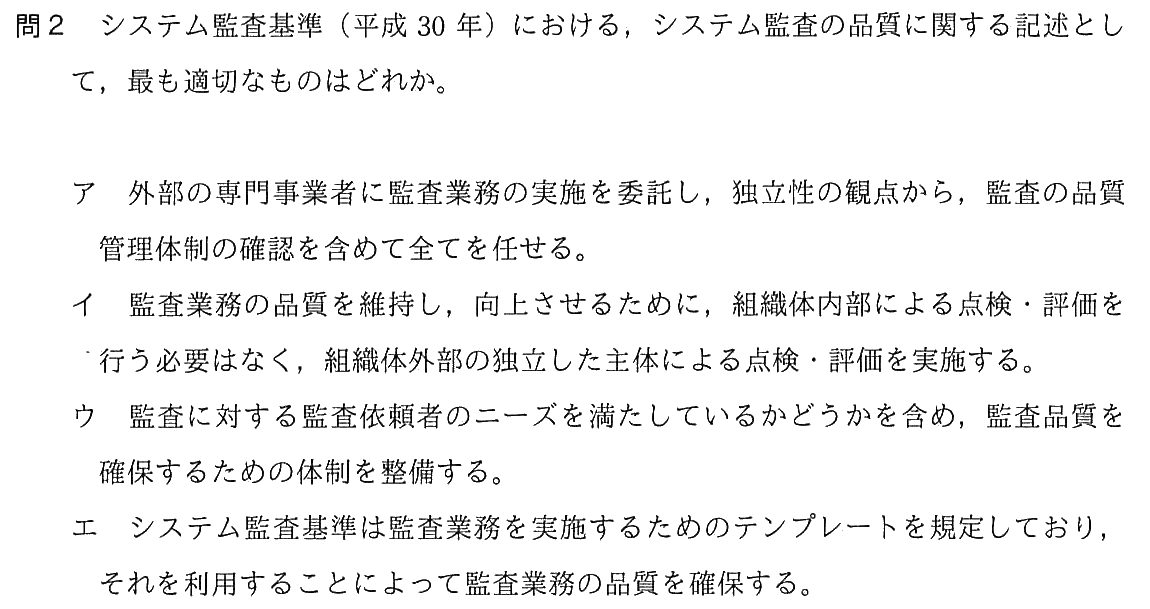 問2 システム監査基準（平成 30 年）における，システム監査の品質に関する記述とし
て，最も適切なものはどれか。
ア 外部の専門事業者に監査業務の実施を委託し，独立性の観点から，監査の品質
管理体制の確認を含めて全てを任せる。
イ 監査業務の品質を維持し，向上させるために，組織体内部による点検・評価を
行う必要はなく，組織体外部の独立した主体による点検・評価を実施する。
ウ 監査に対する監査依頼者のニーズを満たしているかどうかを含め，監査品質を
確保するための体制を整備する。
エ システム監査基準は監査業務を実施するためのテンプレートを規定しており，
それを利用することによって監査業務の品質を確保する。